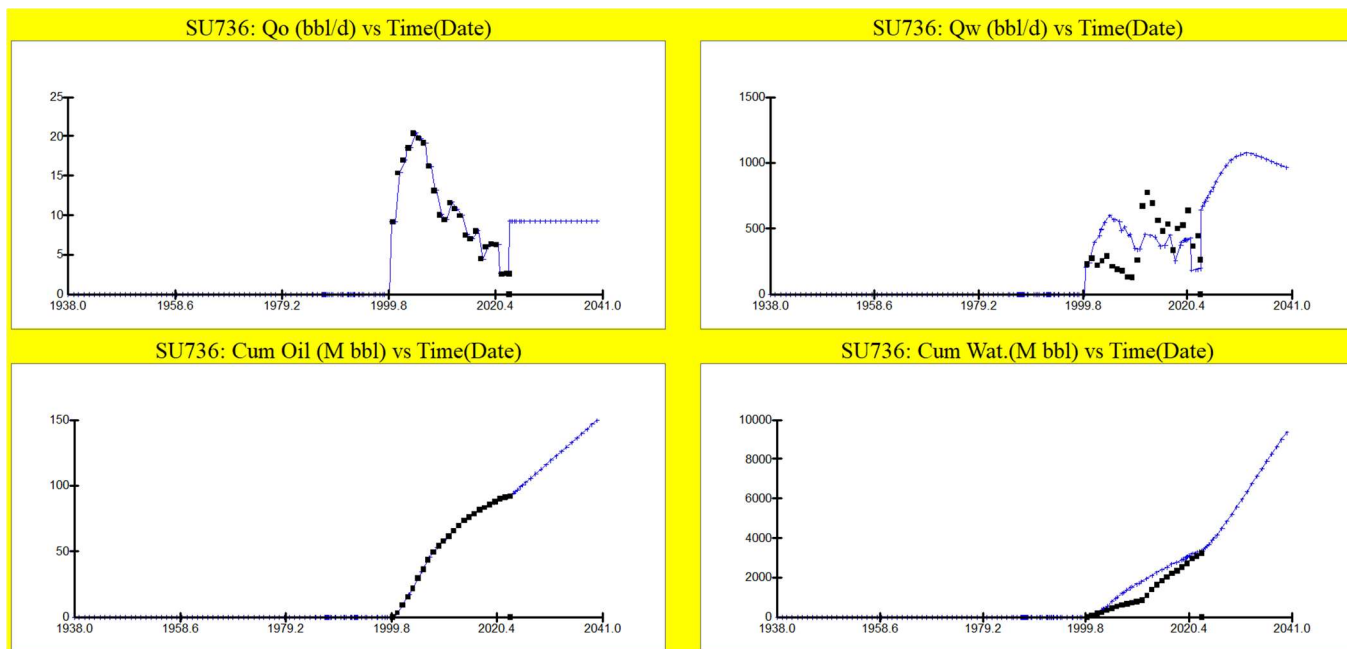 SU736: Qo (bbl/d) vs Time(Date)
25
20
15
10
5
0
1938.0 1958.6 1979.2 1999.8 2020.4 2041.0
SU736: Qw (bbl/d) vs Time(Date)
1500
1000
500
0
1938.0 1958.6 1979.2 1999.8 2020.4 2041.0
SU736: Cum Oil (M bbl) vs Time(Date)
150
100
50
0
1938.0 1958.6 1979.2 1999.8 2020.4 2041.0
SU736: Cum Wat.(M bbl) vs Time(Date)
10000
8000
6000
4000
2000
0
1938.0 1958.6 1979.2 1999.8 2020.4 2041.0